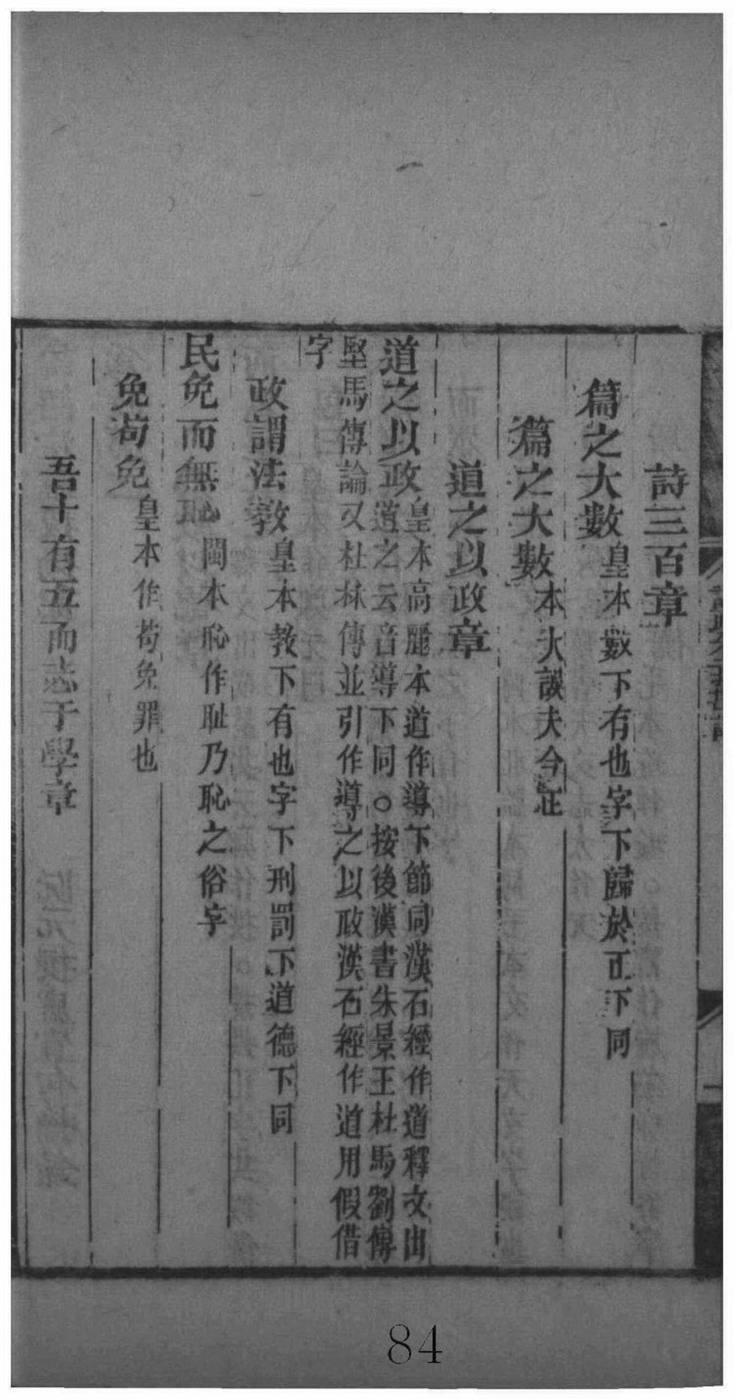 詩三百章
篇之大數皇本數下有也字下歸於正下同
篇之大數本大誤夫今正
道之以政章
道之以政皇本高麗本道作導下節同漢石經作道釋文出
道之云音導下同○按後漢書朱景王杜馬劉傅
堅馬傳論又杜林傳並引作導之以政漢石經作道用假借
字
政謂法教皇本教下有也字下刑罰下道德下同
民免而無恥閩本恥作耻乃恥之俗字
免苟免皇本作苟免罪也
吾十有五而志于學章
84